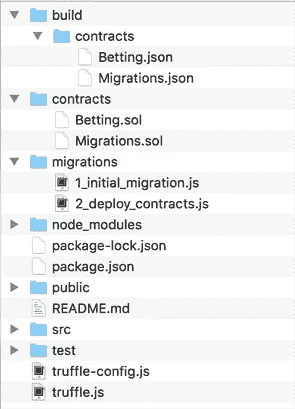 build
contracts
Betting.json
Migrations.json
contracts
Betting.sol
Migrations.sol
migrations
1_initial_migration.js
2_deploy_contracts.js
node_modules
package-lock.json
package.json
public
README.md
src
test
truffle-config.js
truffle.js